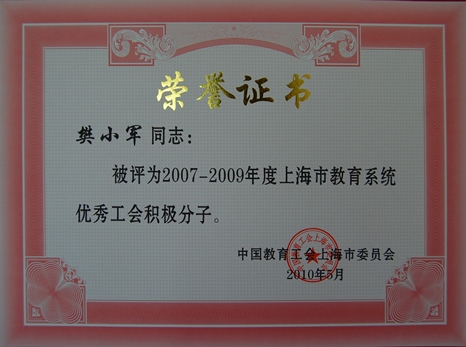 荣誉证书
樊小军 同志：
被评为2007-2009年度上海市教育系统
优秀工会积极分子。
中国教育工会上海市委员会
2010年5月